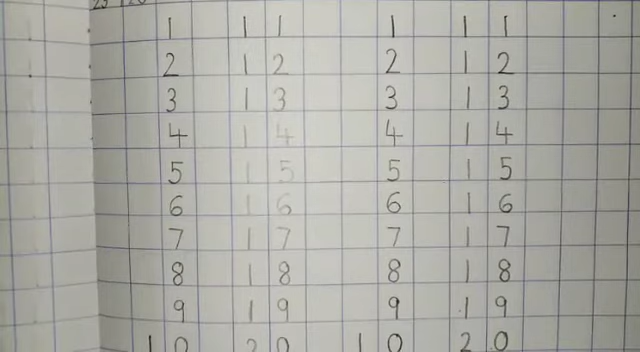 1 11 1 11
2 12 2 12
3 13 3 13
4 14 4 14
5 15 5 15
6 16 6 16
7 17 7 17
8 18 8 18
9 19 9 19
10 20 10 20